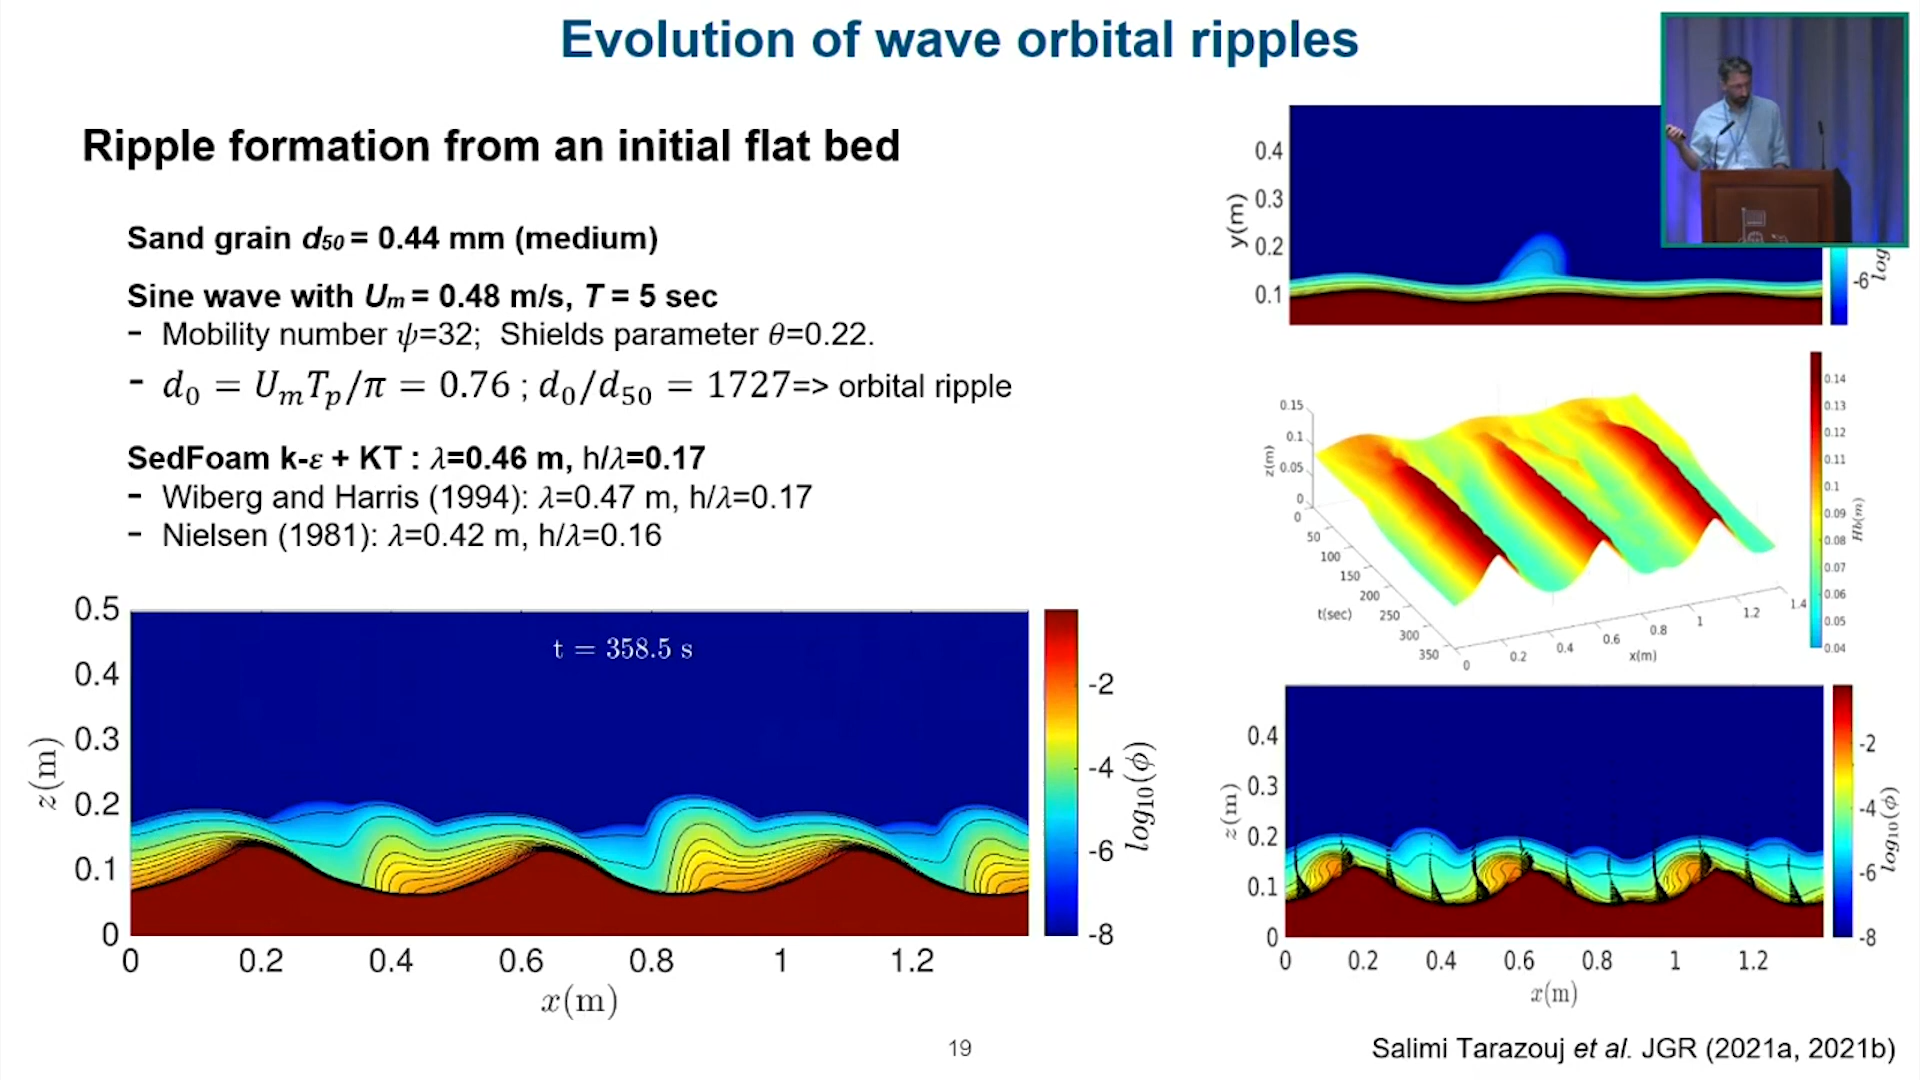 Evolution of wave orbital ripples
Ripple formation from an initial flat bed
Sand grain d50 = 0.44 mm (medium)
Sine wave with Um = 0.48 m/s, T = 5 sec
- Mobility number ψ=32; Shields parameter θ=0.22.
- d0 = UmTp/π = 0.76 ; d0/d50 = 1727=> orbital ripple
SedFoam k-ε + KT : λ=0.46 m, h/λ=0.17
- Wiberg and Harris (1994): λ=0.47 m, h/λ=0.17
- Nielsen (1981): λ=0.42 m, h/λ=0.16
0.4
0.3
0.2
0.1
y(m)
-6
log
0.15
0.1
0.05
0
z(m)
0
50
100
150
200
250
300
350
t(sec)
0
0.2
0.4
0.6
0.8
1
1.2
1.4
x(m)
0.14
0.13
0.12
0.11
0.1
0.09
0.08
0.07
0.06
0.05
0.04
Hb(m)
t = 358.5 s
0.5
0.4
0.3
0.2
0.1
0
z(m)
0 0.2 0.4 0.6 0.8 1 1.2
x(m)
-2
-4
-6
-8
log10(ϕ)
0.4
0.3
0.2
0.1
0
z(m)
0 0.2 0.4 0.6 0.8 1 1.2
x(m)
-2
-4
-6
-8
log10(ϕ)
19
Salimi Tarazouj et al. JGR (2021a, 2021b)